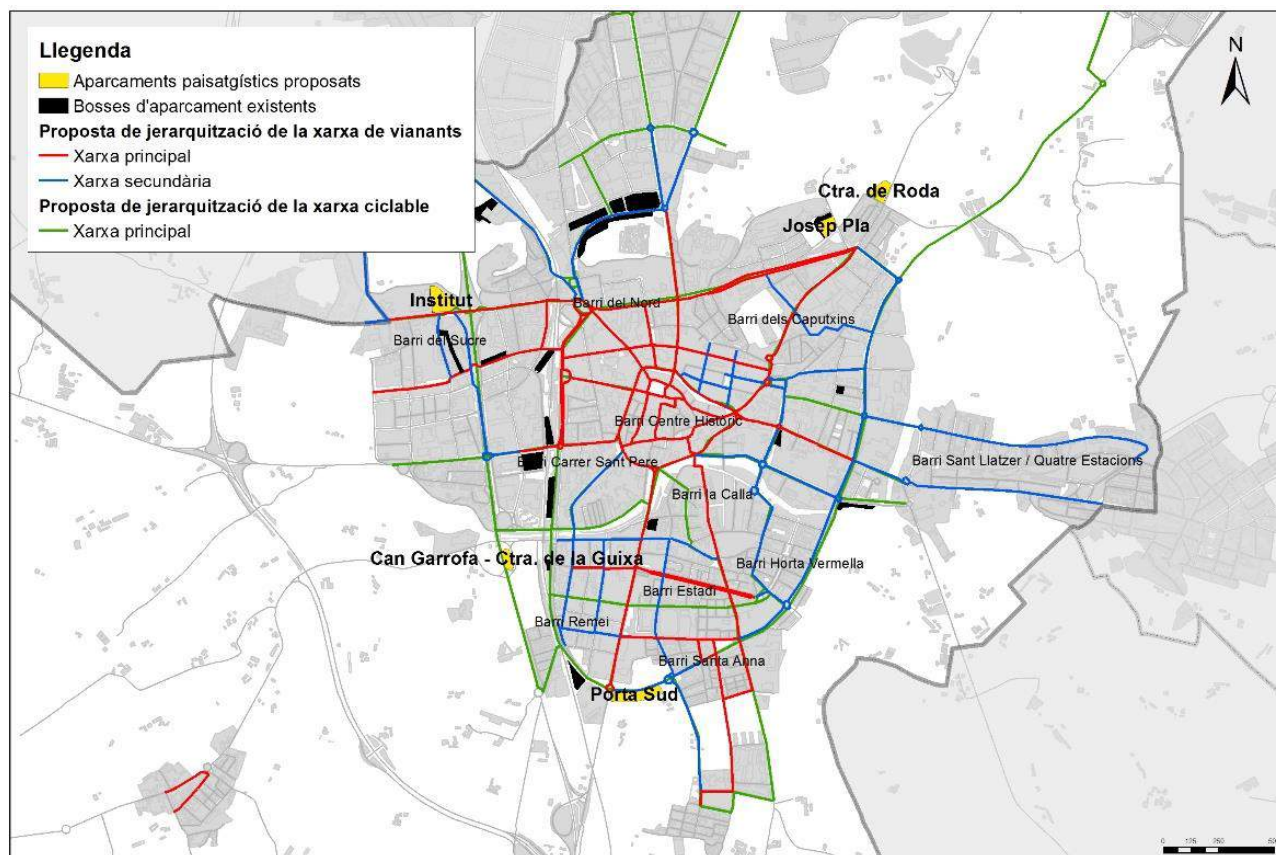 Llegenda
Aparcaments paisatgístics proposats
Bosses d'aparcament existents
Proposta de jerarquització de la xarxa de vianants
Xarxa principal
Xarxa secundària
Proposta de jerarquització de la xarxa ciclable
Xarxa principal
N
Ctra. de Roda
Josep Pla
Institut
Barri del Nord
Barri dels Caputxins
Barri del Sucre
Barri Centre Històric
Barri Carrer Sant Pere
Barri Sant Llatzer / Quatre Estacions
Barri la Calla
Can Garrofa - Ctra. de la Guixa
Barri Horta Vermella
Barri Estadi
Barri Remei
Barri Santa Anna
Porta Sud
0 125 250